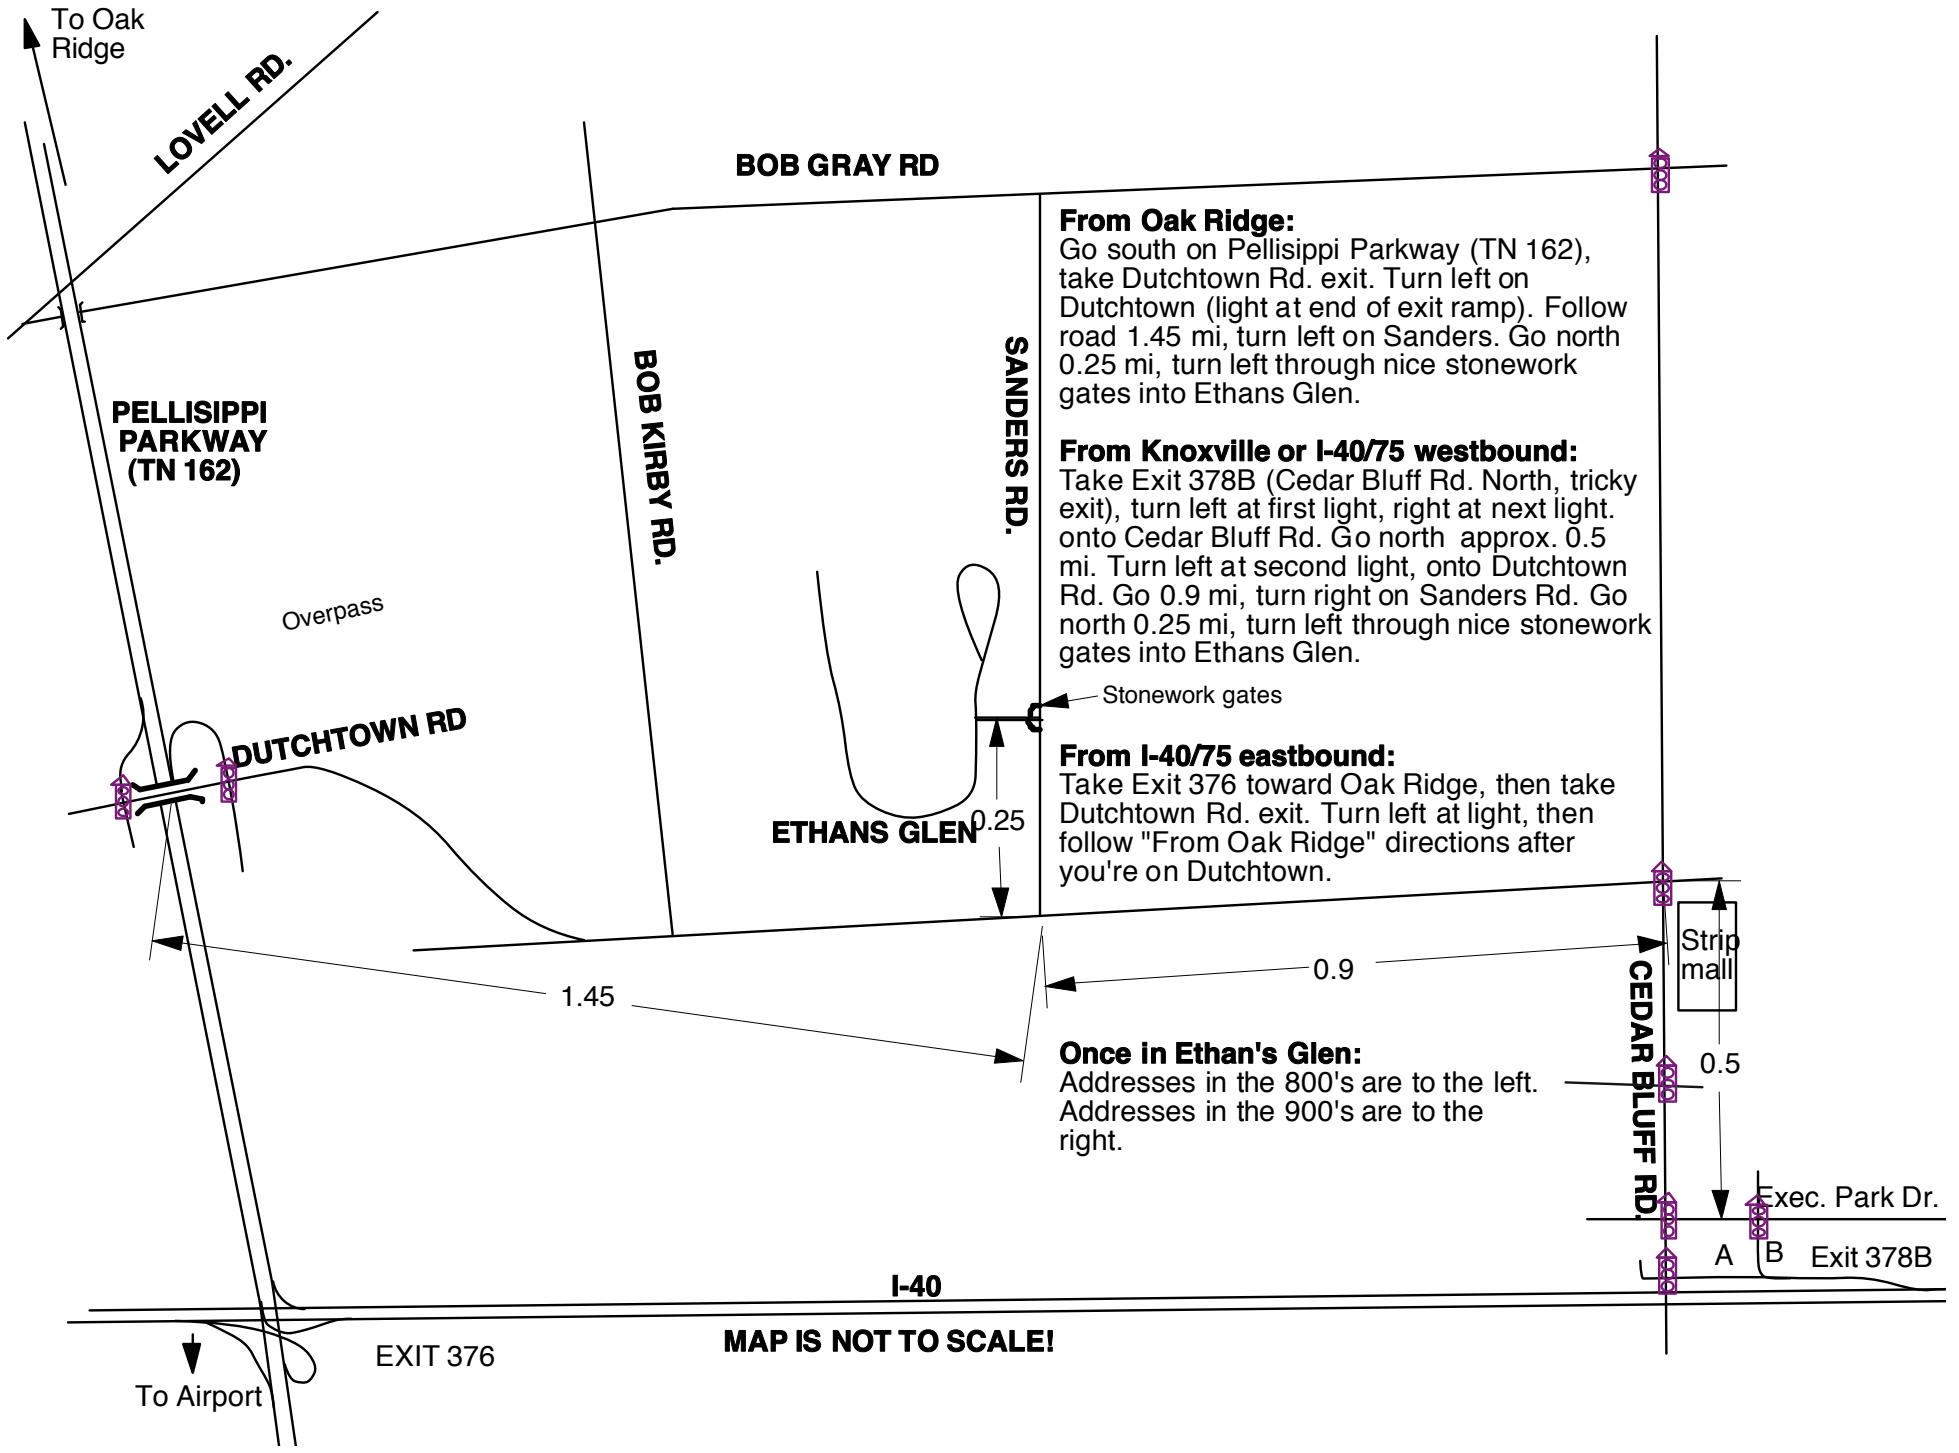 To Oak
Ridge
LOVELL RD.
BOB GRAY RD
From Oak Ridge:
Go south on Pellisippi Parkway (TN 162),
take Dutchtown Rd. exit. Turn left on
Dutchtown (light at end of exit ramp). Follow
road 1.45 mi, turn left on Sanders. Go north
0.25 mi, turn left through nice stonework
gates into Ethans Glen.
PELLISIPPI
PARKWAY
(TN 162)
BOB KIRBY RD.
SANDERS RD.
From Knoxville or I-40/75 westbound:
Take Exit 378B (Cedar Bluff Rd. North, tricky
exit), turn left at first light, right at next light.
onto Cedar Bluff Rd. Go north approx. 0.5
mi. Turn left at second light, onto Dutchtown
Rd. Go 0.9 mi, turn right on Sanders Rd. Go
north 0.25 mi, turn left through nice stonework
gates into Ethans Glen.
Overpass
Stonework gates
DUTCHTOWN RD
From I-40/75 eastbound:
Take Exit 376 toward Oak Ridge, then take
Dutchtown Rd. exit. Turn left at light, then
follow "From Oak Ridge" directions after
you're on Dutchtown.
ETHANS GLEN
0.25
Strip
mall
0.9
1.45
CEDAR BLUFF RD.
0.5
Once in Ethan's Glen:
Addresses in the 800's are to the left.
Addresses in the 900's are to the
right.
Exec. Park Dr.
A
B
Exit 378B
I-40
MAP IS NOT TO SCALE!
EXIT 376
To Airport